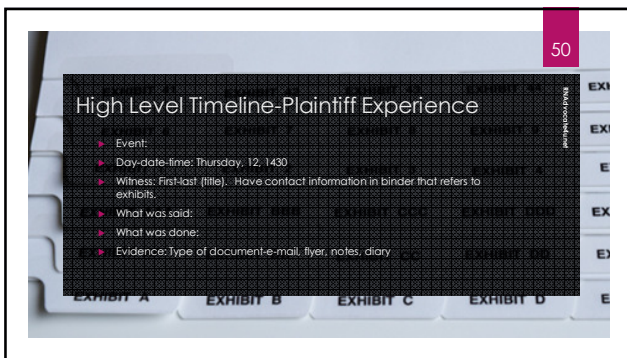 50
High Level Timeline-Plaintiff Experience
RNAdvocate4u.net
Event:
Day-date-time: Thursday, 12, 1430
Witness: First-last (title). Have contact information in binder that refers to
exhibits.
What was said:
What was done:
Evidence: Type of document-e-mail, flyer, notes, diary
EXHIBIT A EXHIBIT B EXHIBIT C EXHIBIT D